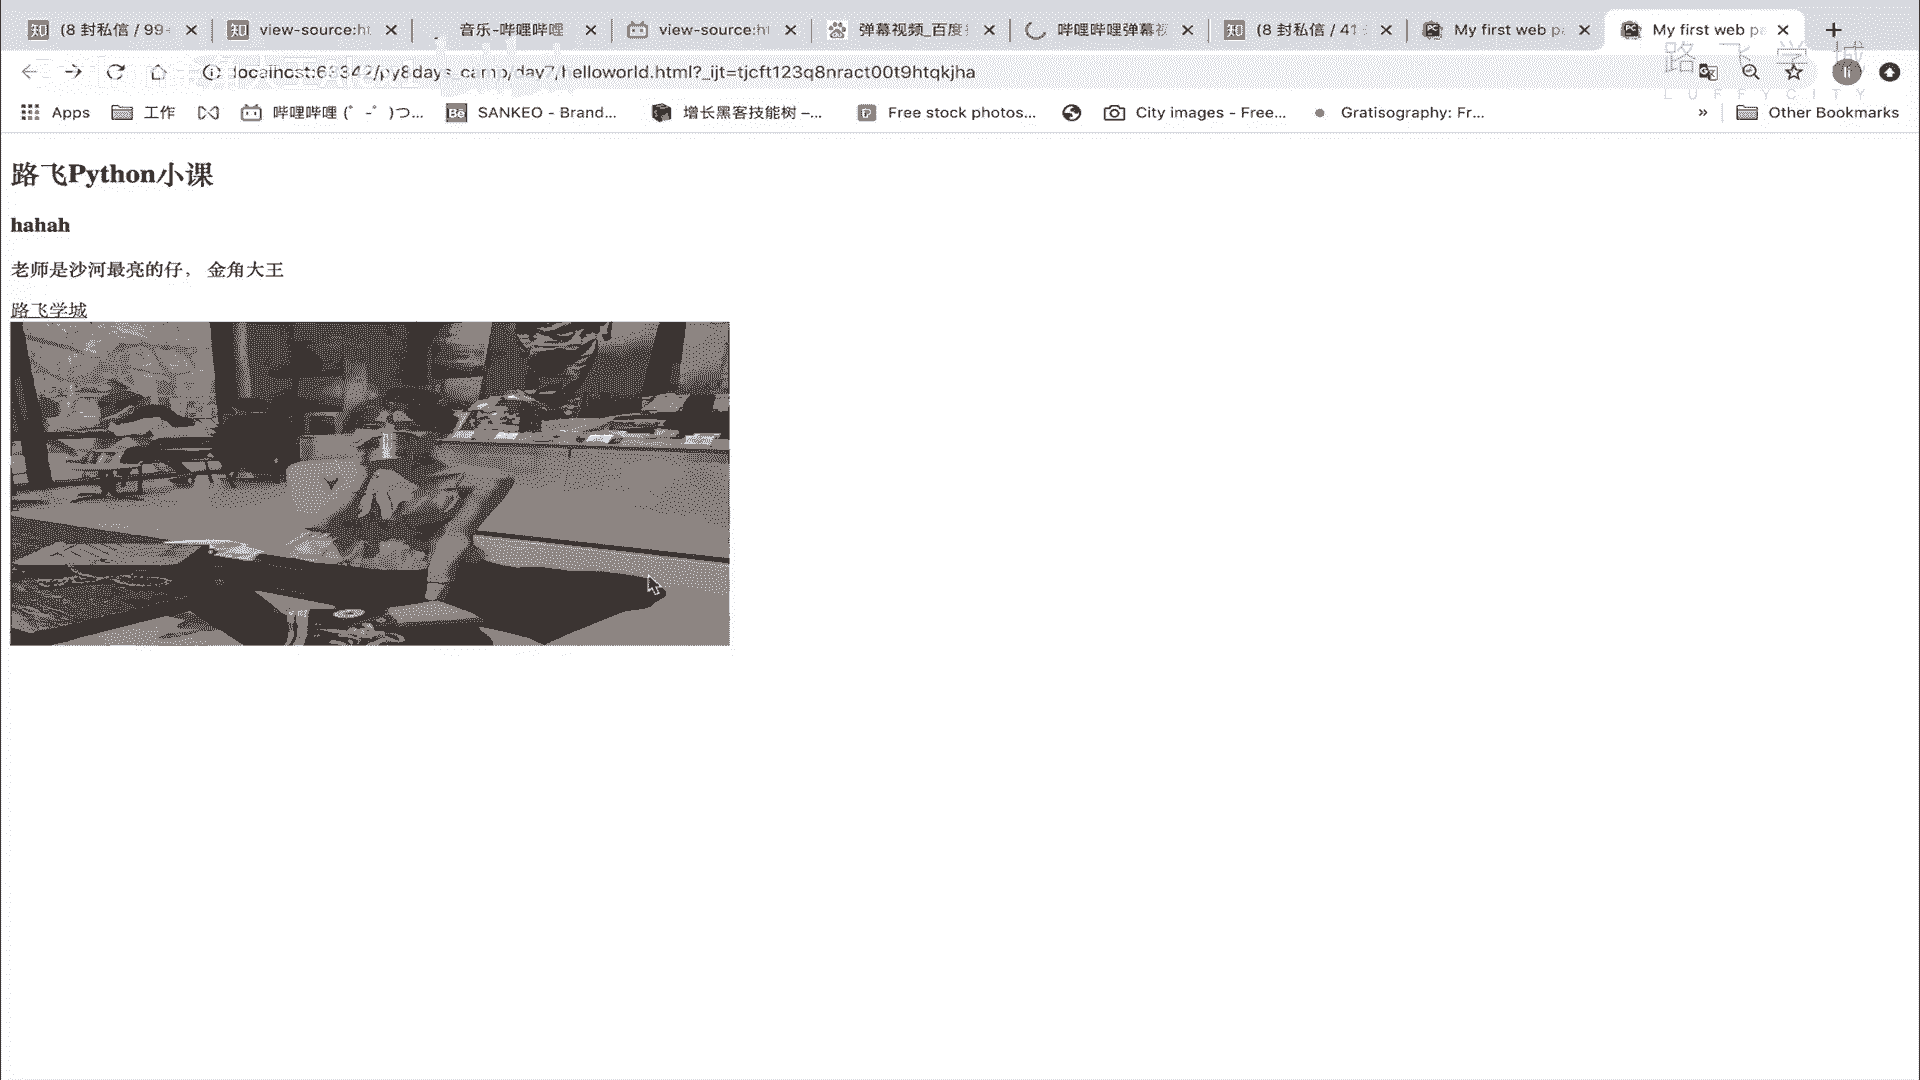 (8 封私信 / 99+
view-source:ht
音乐-哔哩哔哩
view-source:ht
弹幕视频_百度
哔哩哔哩弹幕视
(8 封私信 / 41
My first web pa
My first web pa
localhost:63342/py8days_camp/day7/helloworld.html?_ijt=tjcft123q8nract00t9htqkjha
路飞学城
LUFFYCITY
Apps
工作
哔哩哔哩 (゜-゜)つ...
SANKEO - Brand...
增长黑客技能树 –...
Free stock photos...
City images - Free...
Gratisography: Fr...
»
Other Bookmarks
路飞Python小课
hahah
老师是沙河最亮的仔， 金角大王
路飞学城